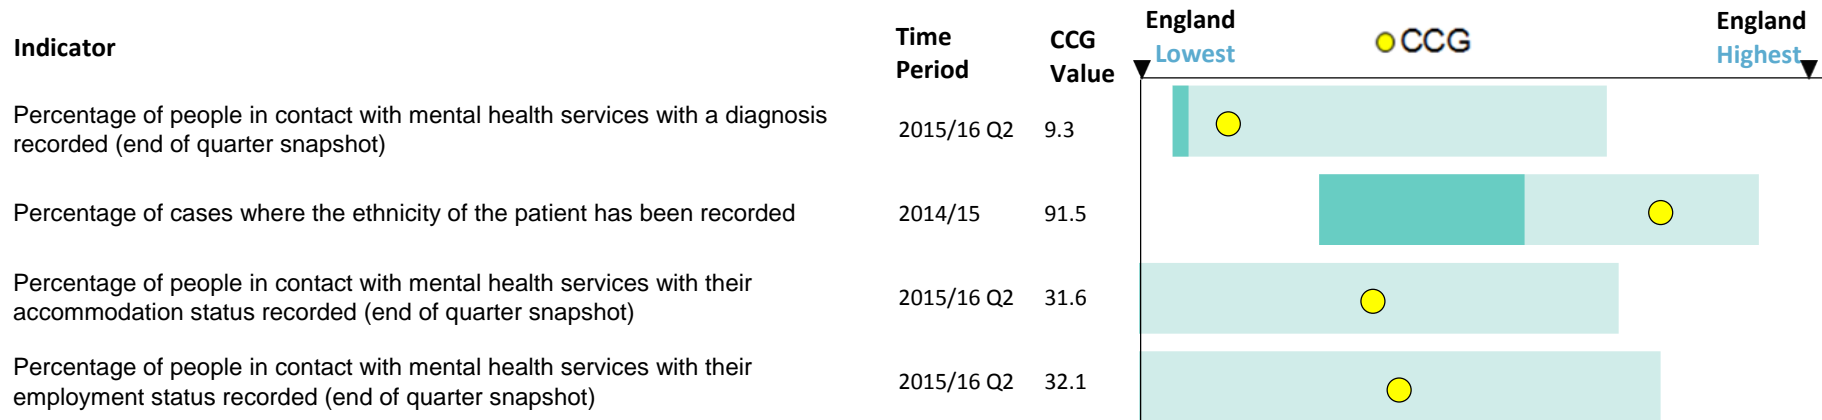 Indicator
Time
Period
CCG
Value
England
Lowest
CCG
England
Highest
Percentage of people in contact with mental health services with a diagnosis
recorded (end of quarter snapshot)
2015/16 Q2
9.3
Percentage of cases where the ethnicity of the patient has been recorded
2014/15
91.5
Percentage of people in contact with mental health services with their
accommodation status recorded (end of quarter snapshot)
2015/16 Q2
31.6
Percentage of people in contact with mental health services with their
employment status recorded (end of quarter snapshot)
2015/16 Q2
32.1